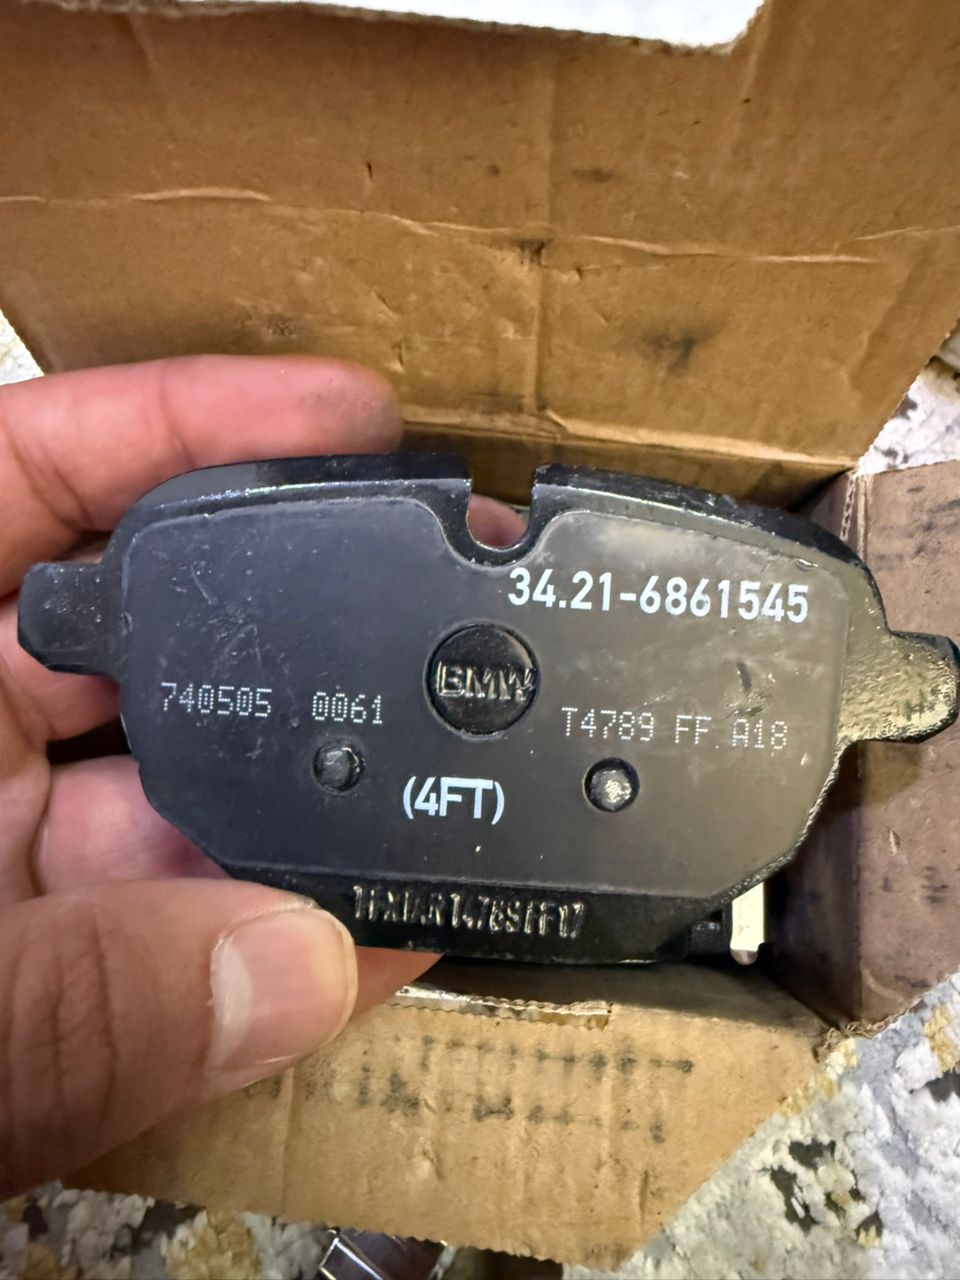 34.21-6861545
BMW
740505 0061
T4789 FF A18
(4FT)